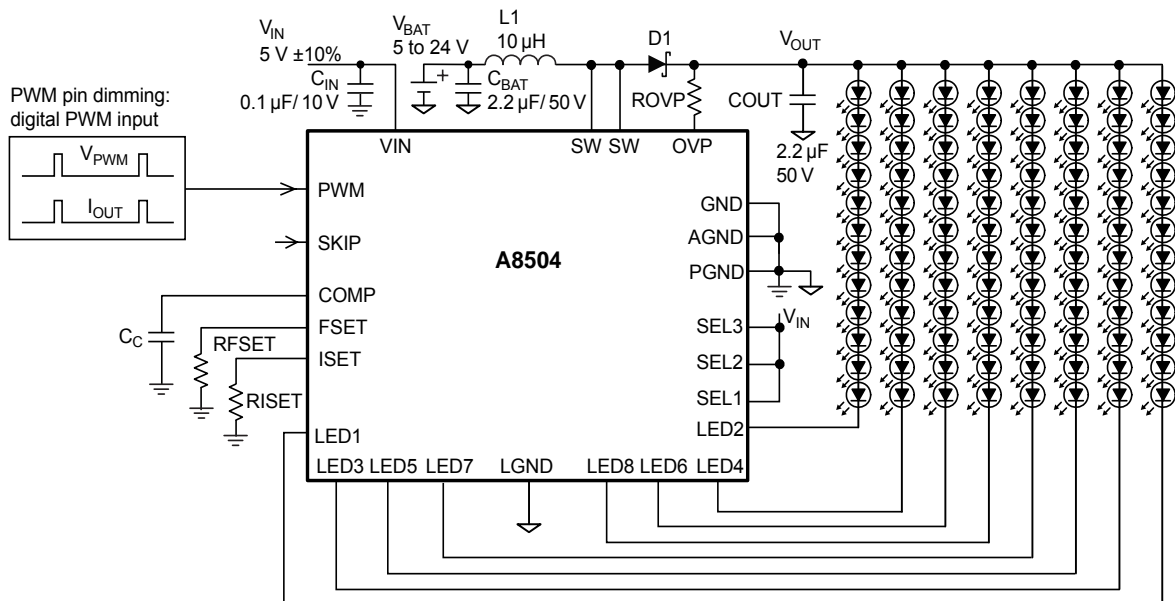 PWM pin dimming:
digital PWM input
V_PWM
I_OUT
V_IN
5 V ±10%
C_IN
0.1 µF/ 10 V
V_BAT
5 to 24 V
+
C_BAT
2.2 µF/ 50 V
L1
10 µH
D1
ROVP
V_OUT
COUT
2.2 µF
50 V
VIN
SW
SW
OVP
PWM
SKIP
COMP
FSET
ISET
LED1
A8504
GND
AGND
PGND
V_IN
SEL3
SEL2
SEL1
LED2
LED3
LED5
LED7
LGND
LED8
LED6
LED4
C_C
RFSET
RISET